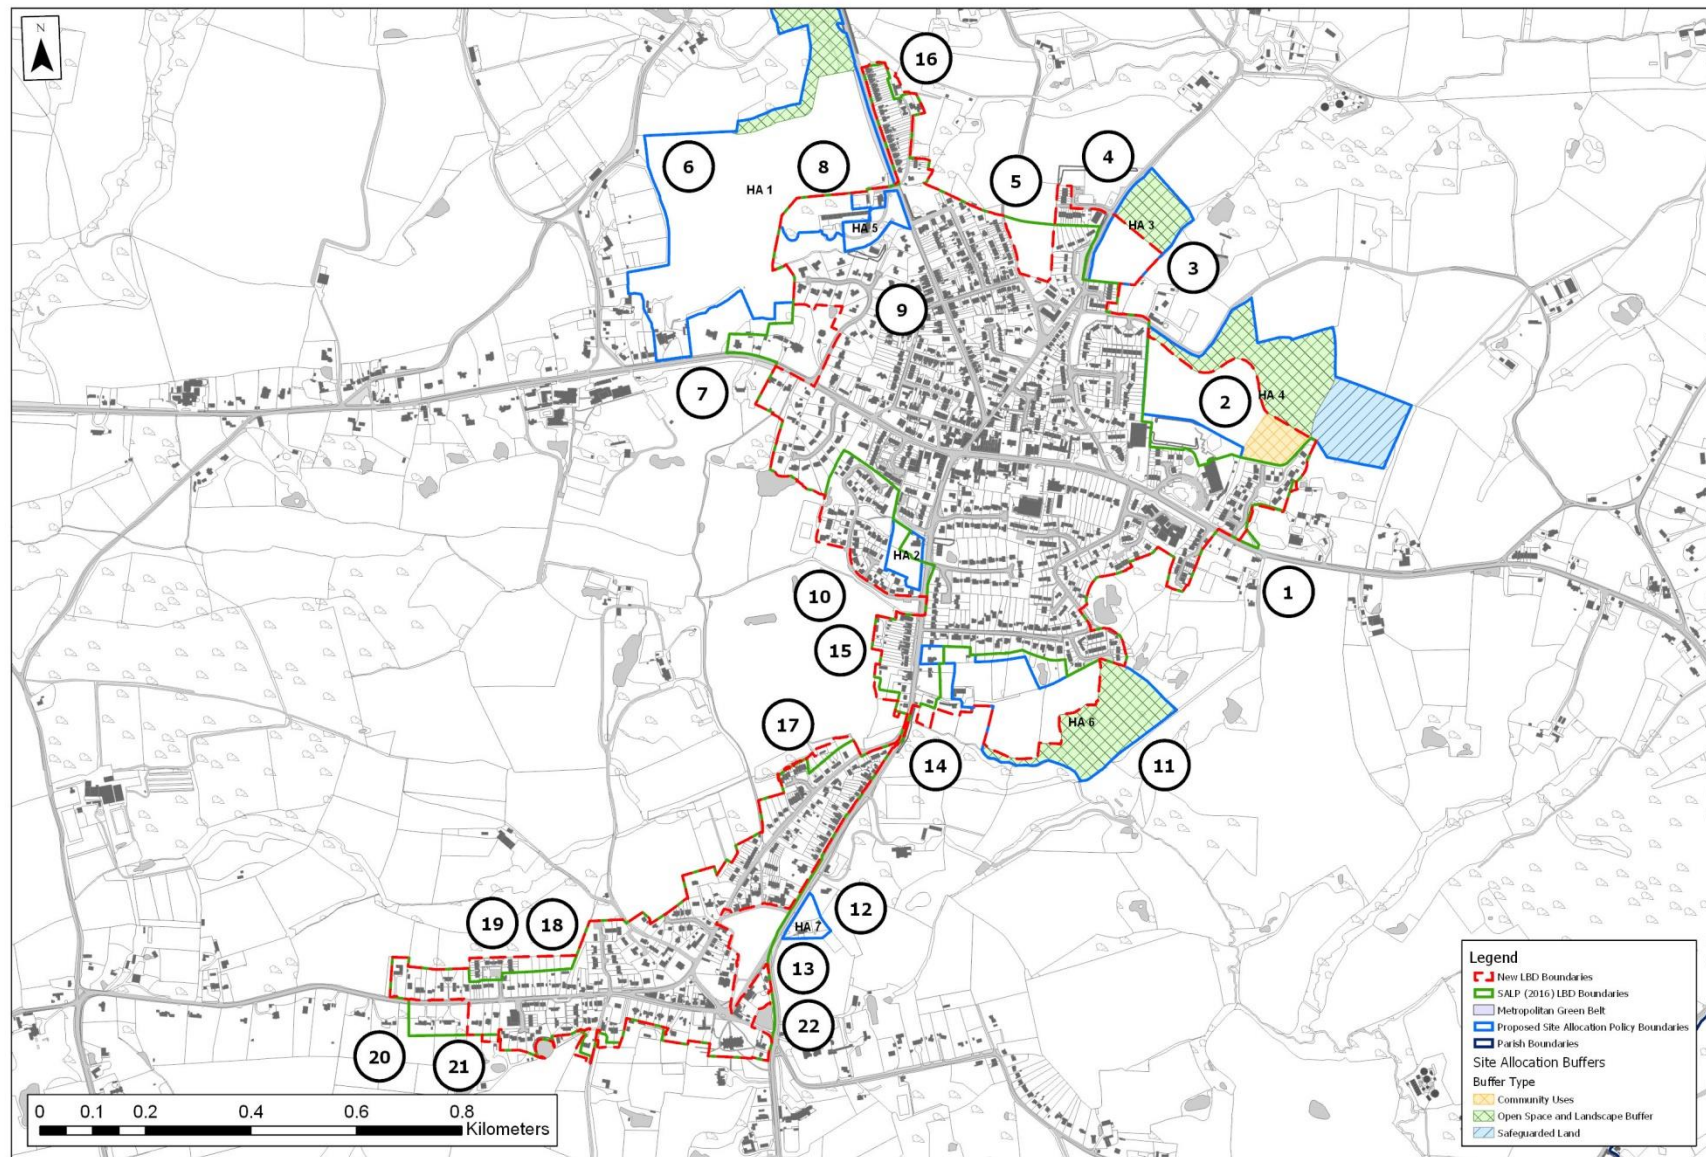 N
16
4
5
8
6
HA 1
HA 3
HA 5
3
9
7
2
HA 4
HA 2
10
1
15
17
HA 6
14
11
12
HA 7
19
18
13
22
20
21
0 0.1 0.2 0.4 0.6 0.8
Kilometers
Legend
New LBD Boundaries
SALP (2016) LBD Boundaries
Metropolitan Green Belt
Proposed Site Allocation Policy Boundaries
Parish Boundaries
Site Allocation Buffers
Buffer Type
Community Uses
Open Space and Landscape Buffer
Safeguarded Land